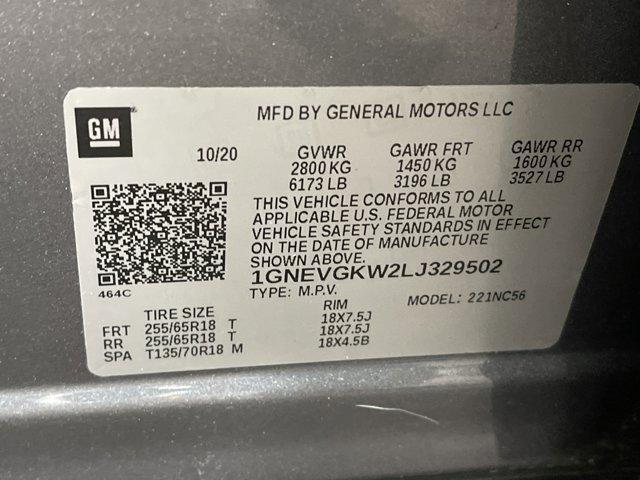 GM
MFD BY GENERAL MOTORS LLC
10/20 GVWR GAWR FRT GAWR RR
2800 KG 1450 KG 1600 KG
6173 LB 3196 LB 3527 LB
THIS VEHICLE CONFORMS TO ALL
APPLICABLE U.S. FEDERAL MOTOR
VEHICLE SAFETY STANDARDS IN EFFECT
ON THE DATE OF MANUFACTURE
SHOWN ABOVE.
1GNEVGKW2LJ329502
464C
TYPE: M.P.V. MODEL: 221NC56
TIRE SIZE RIM
FRT 255/65R18 T 18X7.5J
RR 255/65R18 T 18X7.5J
SPA T135/70R18 M 18X4.5B